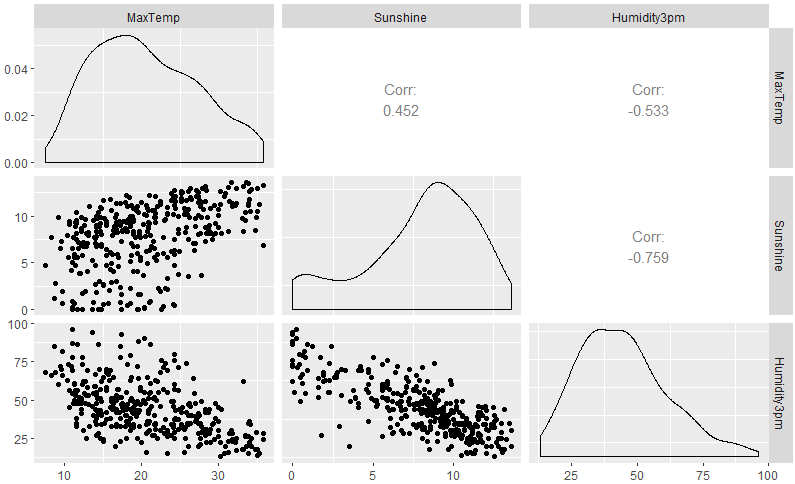 MaxTemp Sunshine Humidity3pm
0.04
0.02
0.00
Corr:
0.452
Corr:
-0.533
MaxTemp
10
5
0
Corr:
-0.759
Sunshine
100
75
50
25
Humidity3pm
10 20 30 0 5 10 25 50 75 100